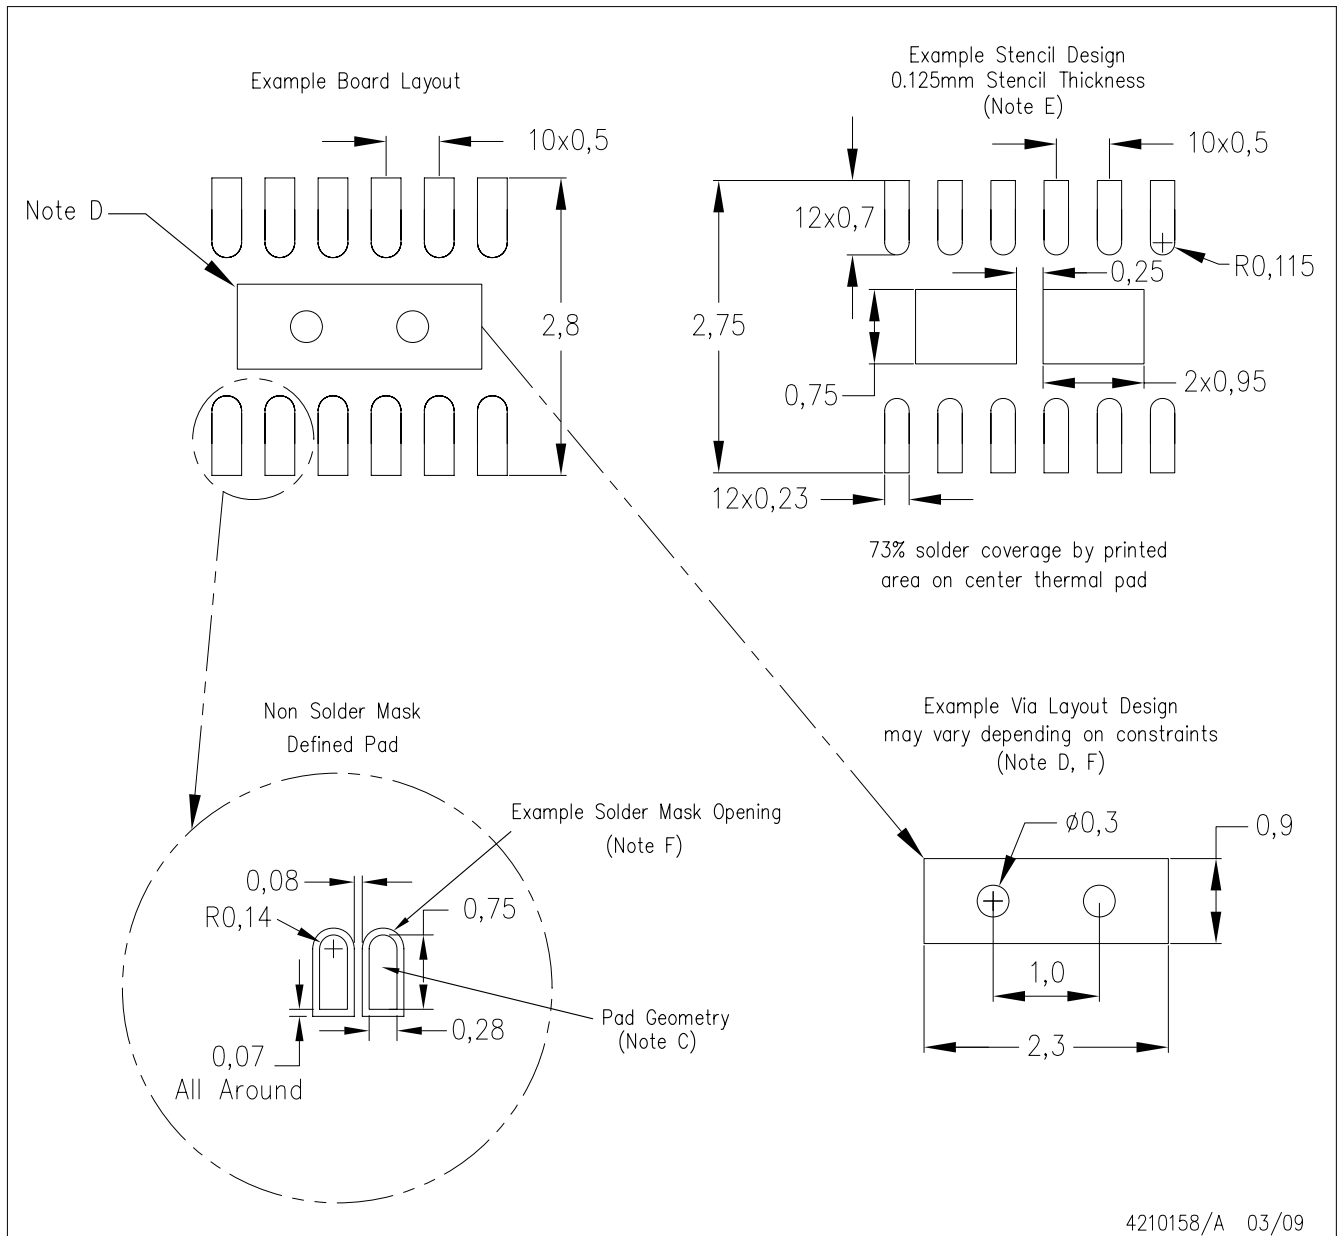 Example Board Layout
10x0,5
Note D
2,8
Example Stencil Design
0.125mm Stencil Thickness
(Note E)
10x0,5
12x0,7
R0,115
0,25
2,75
0,75
2x0,95
12x0,23
73% solder coverage by printed
area on center thermal pad
Non Solder Mask
Defined Pad
Example Solder Mask Opening
(Note F)
0,08
R0,14
0,75
0,28
Pad Geometry
(Note C)
0,07
All Around
Example Via Layout Design
may vary depending on constraints
(Note D, F)
ø0,3
0,9
1,0
2,3
4210158/A 03/09